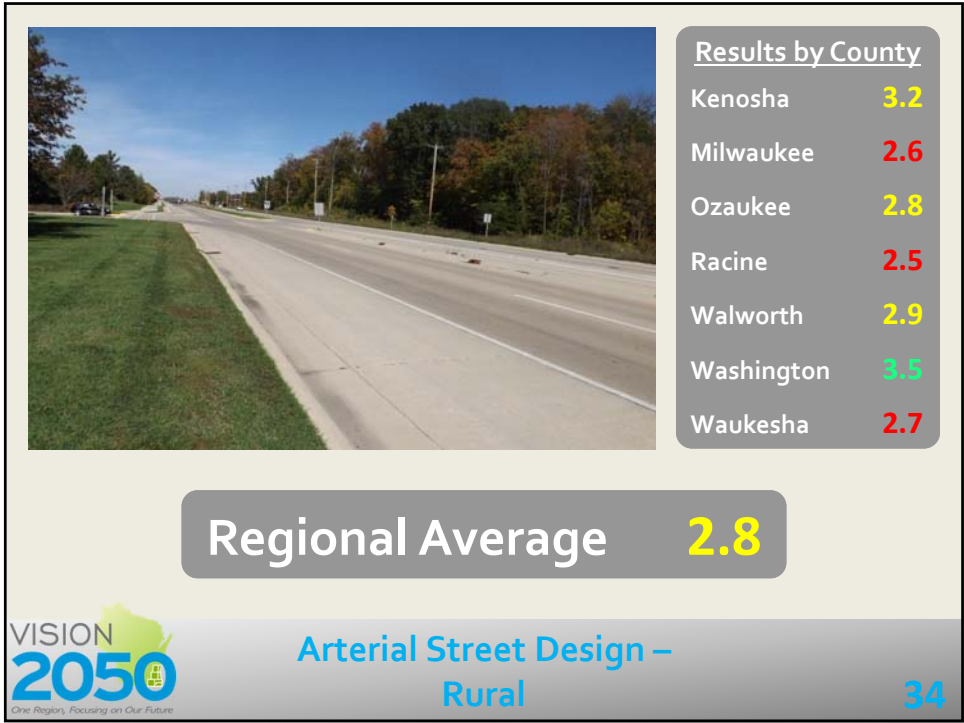 Results by County
Kenosha 3.2
Milwaukee 2.6
Ozaukee 2.8
Racine 2.5
Walworth 2.9
Washington 3.5
Waukesha 2.7
Regional Average 2.8
VISION
2050
One Region, Focusing on Our Future
Arterial Street Design –
Rural
34